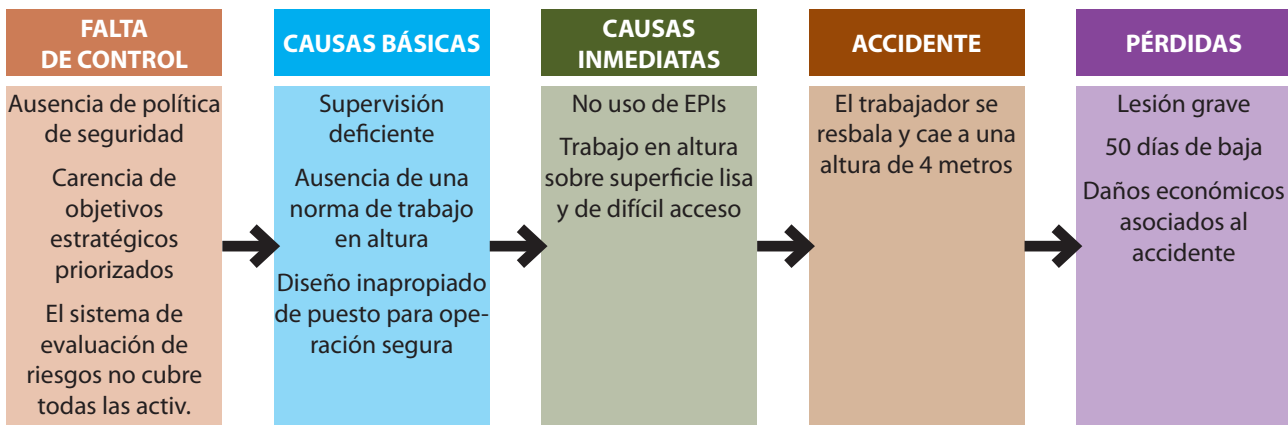 FALTA
DE CONTROL
Ausencia de política
de seguridad
Carencia de
objetivos
estratégicos
priorizados
El sistema de
evaluación de
riesgos no cubre
todas las activ.
CAUSAS BÁSICAS
Supervisión
deficiente
Ausencia de una
norma de trabajo
en altura
Diseño inapropiado
de puesto para ope-
ración segura
CAUSAS
INMEDIATAS
No uso de EPIs
Trabajo en altura
sobre superficie lisa
y de difícil acceso
ACCIDENTE
El trabajador se
resbala y cae a una
altura de 4 metros
PÉRDIDAS
Lesión grave
50 días de baja
Daños económicos
asociados al
accidente